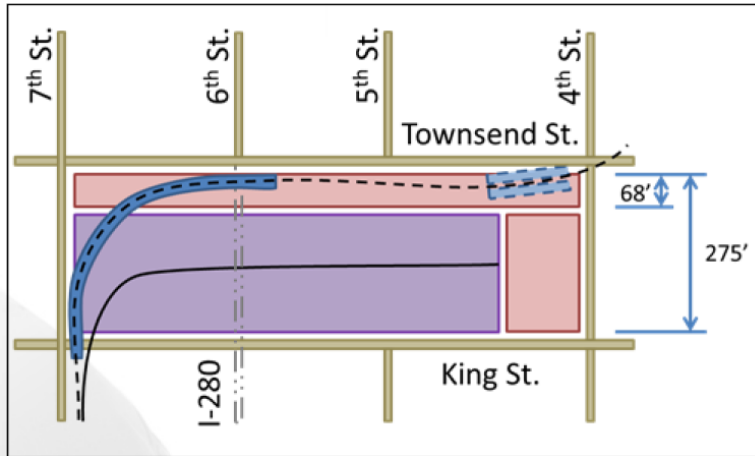 7th St.
6th St.
5th St.
4th St.
Townsend St.
68’
275’
I-280
King St.